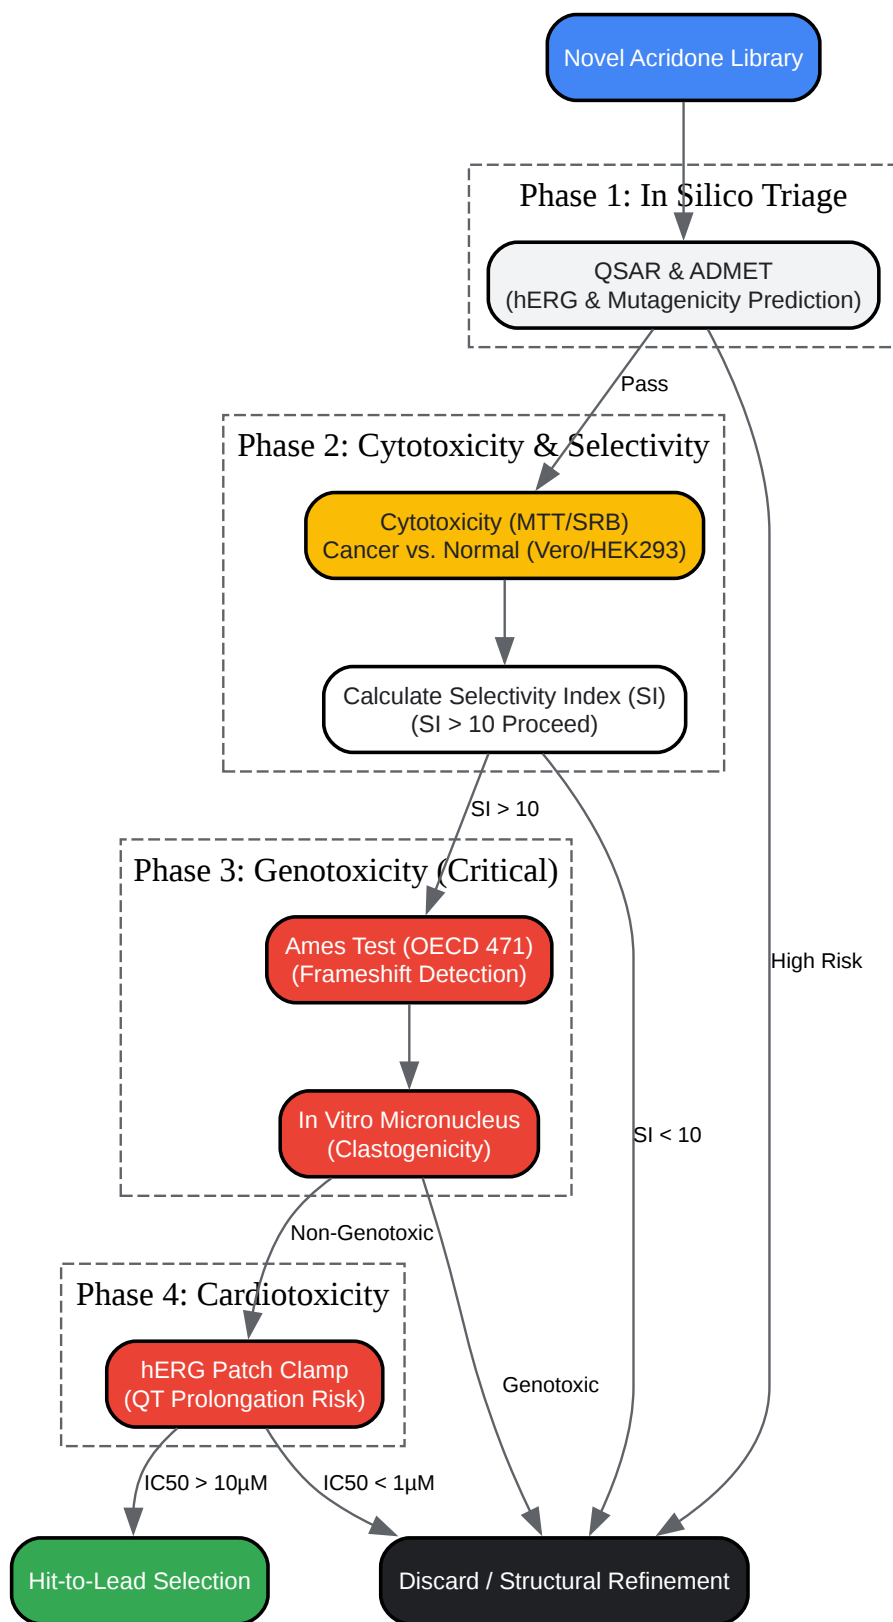 Novel Acridone Library
Phase 1: In Silico Triage
QSAR & ADMET
(hERG & Mutagenicity Prediction)
Pass
Phase 2: Cytotoxicity & Selectivity
Cytotoxicity (MTT/SRB)
Cancer vs. Normal (Vero/HEK293)
Calculate Selectivity Index (SI)
(SI > 10 Proceed)
SI > 10
Phase 3: Genotoxicity (Critical)
Ames Test (OECD 471)
(Frameshift Detection)
High Risk
In Vitro Micronucleus
(Clastogenicity)
SI < 10
Non-Genotoxic
Phase 4: Cardiotoxicity
hERG Patch Clamp
(QT Prolongation Risk)
Genotoxic
IC50 > 10µM
IC50 < 1µM
Hit-to-Lead Selection
Discard / Structural Refinement